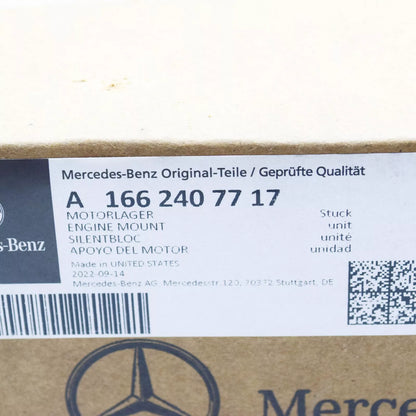 Mercedes-Benz Original-Teile / Geprüfte Qualität
A 166 240 77 17
MOTORLAGER Stuck
ENGINE MOUNT unit
SILENTBLOC unité
APOYO DEL MOTOR unidad
Made in UNITED STATES
2022-09-14
Mercedes-Benz AG, Mercedesstr.120, 70372 Stuttgart, DE
s-Benz
Merce